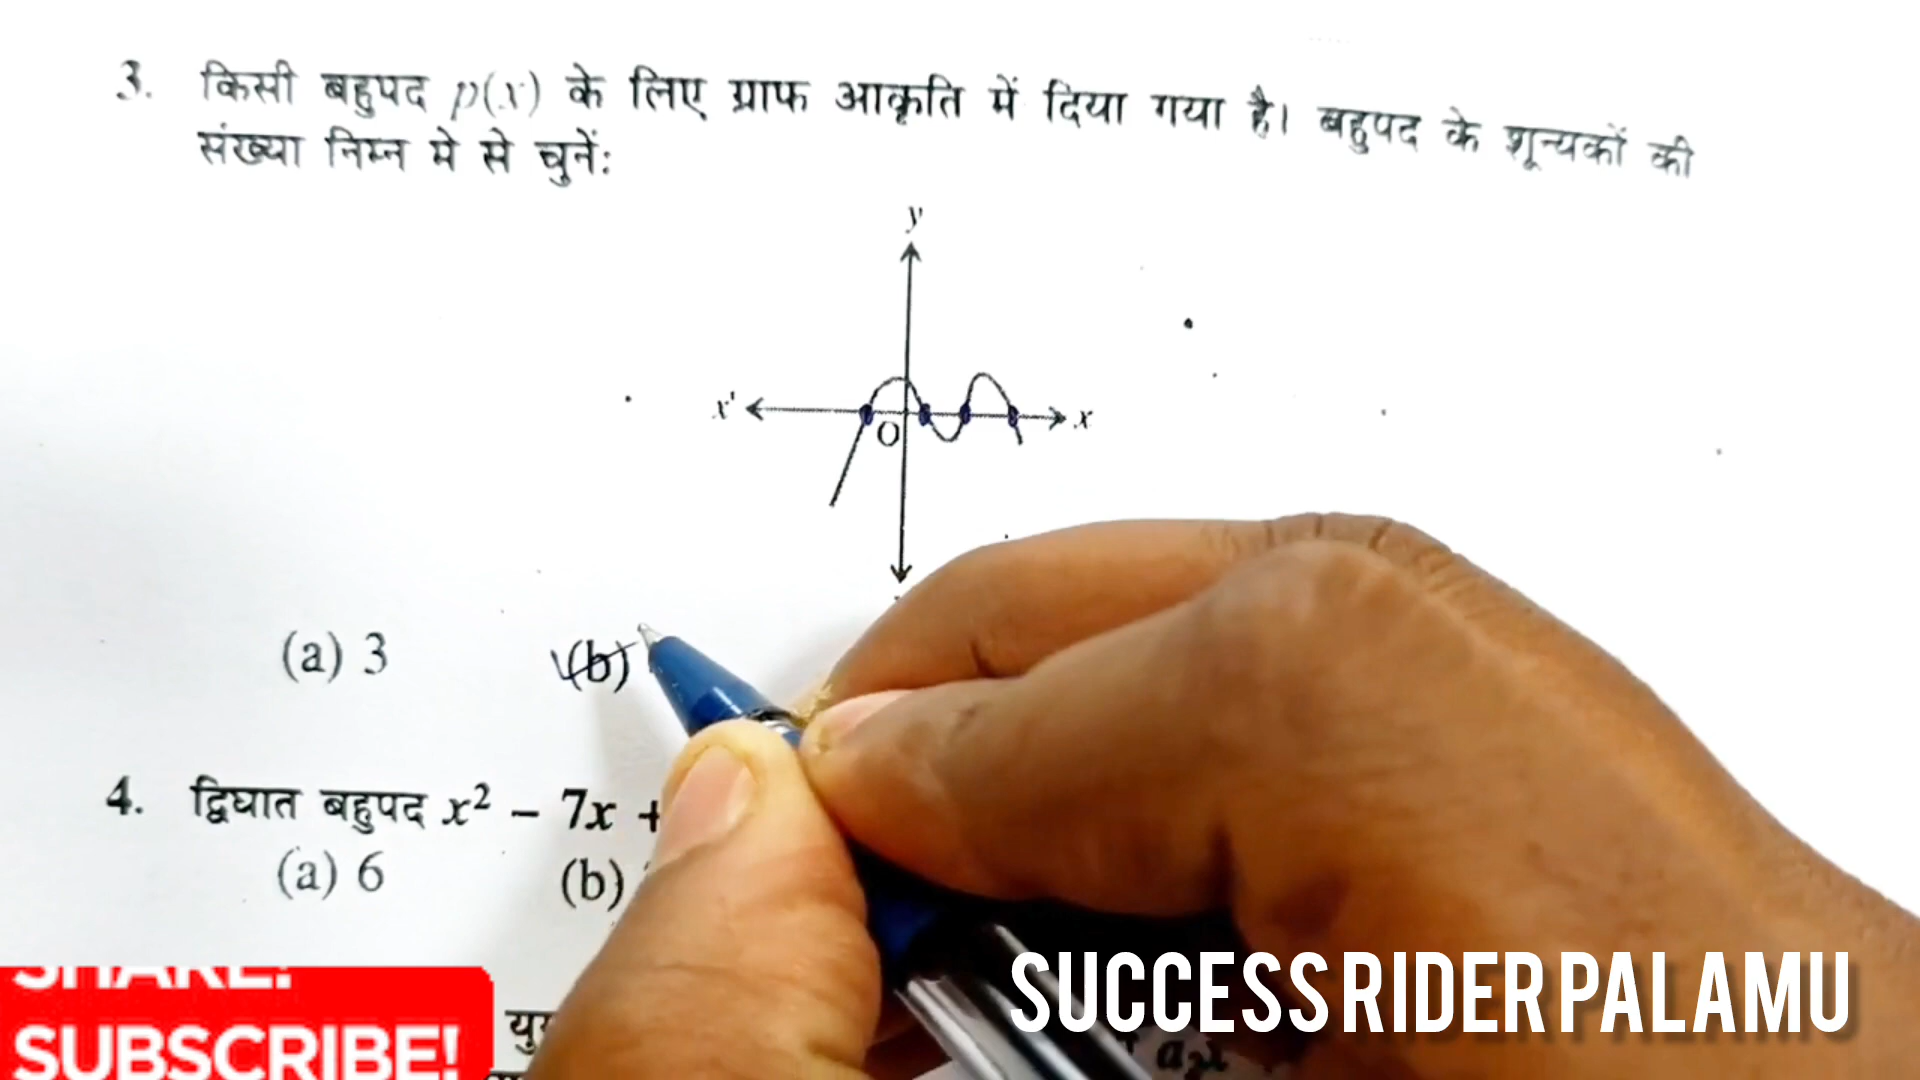 3. किसी बहुपद p(x) के लिए ग्राफ आकृति में दिया गया है। बहुपद के शून्यकों की
संख्या निम्न मे से चुनें:
y
x' O x
(a) 3 (b)
4. द्विघात बहुपद x² – 7x +
(a) 6 (b)
SHARE!
SUBSCRIBE!
SUCCESS RIDER PALAMU